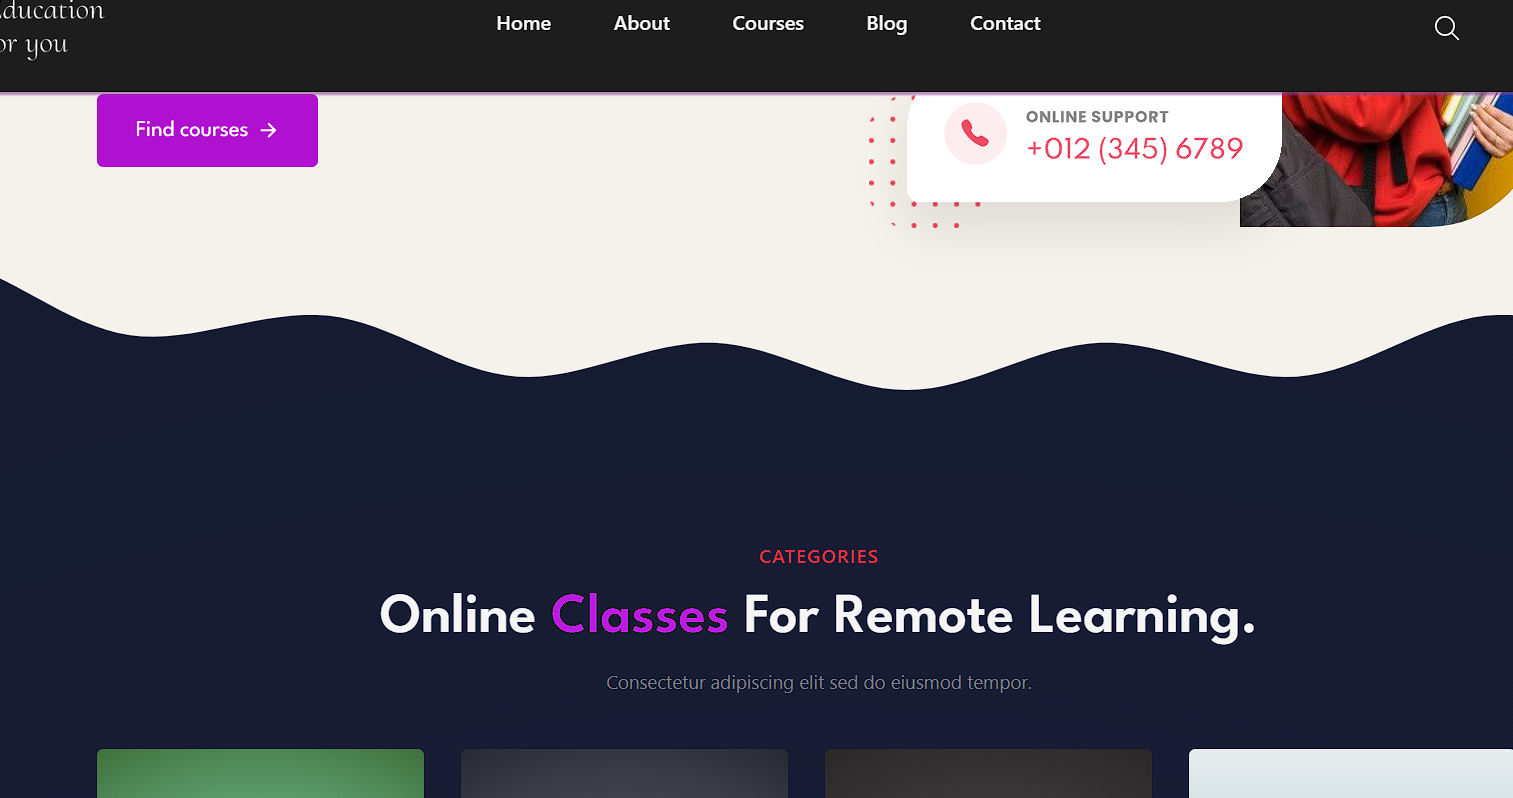 Education
or you
Home
About
Courses
Blog
Contact
Find courses
ONLINE SUPPORT
+012 (345) 6789
CATEGORIES
Online Classes For Remote Learning.
Consectetur adipiscing elit sed do eiusmod tempor.